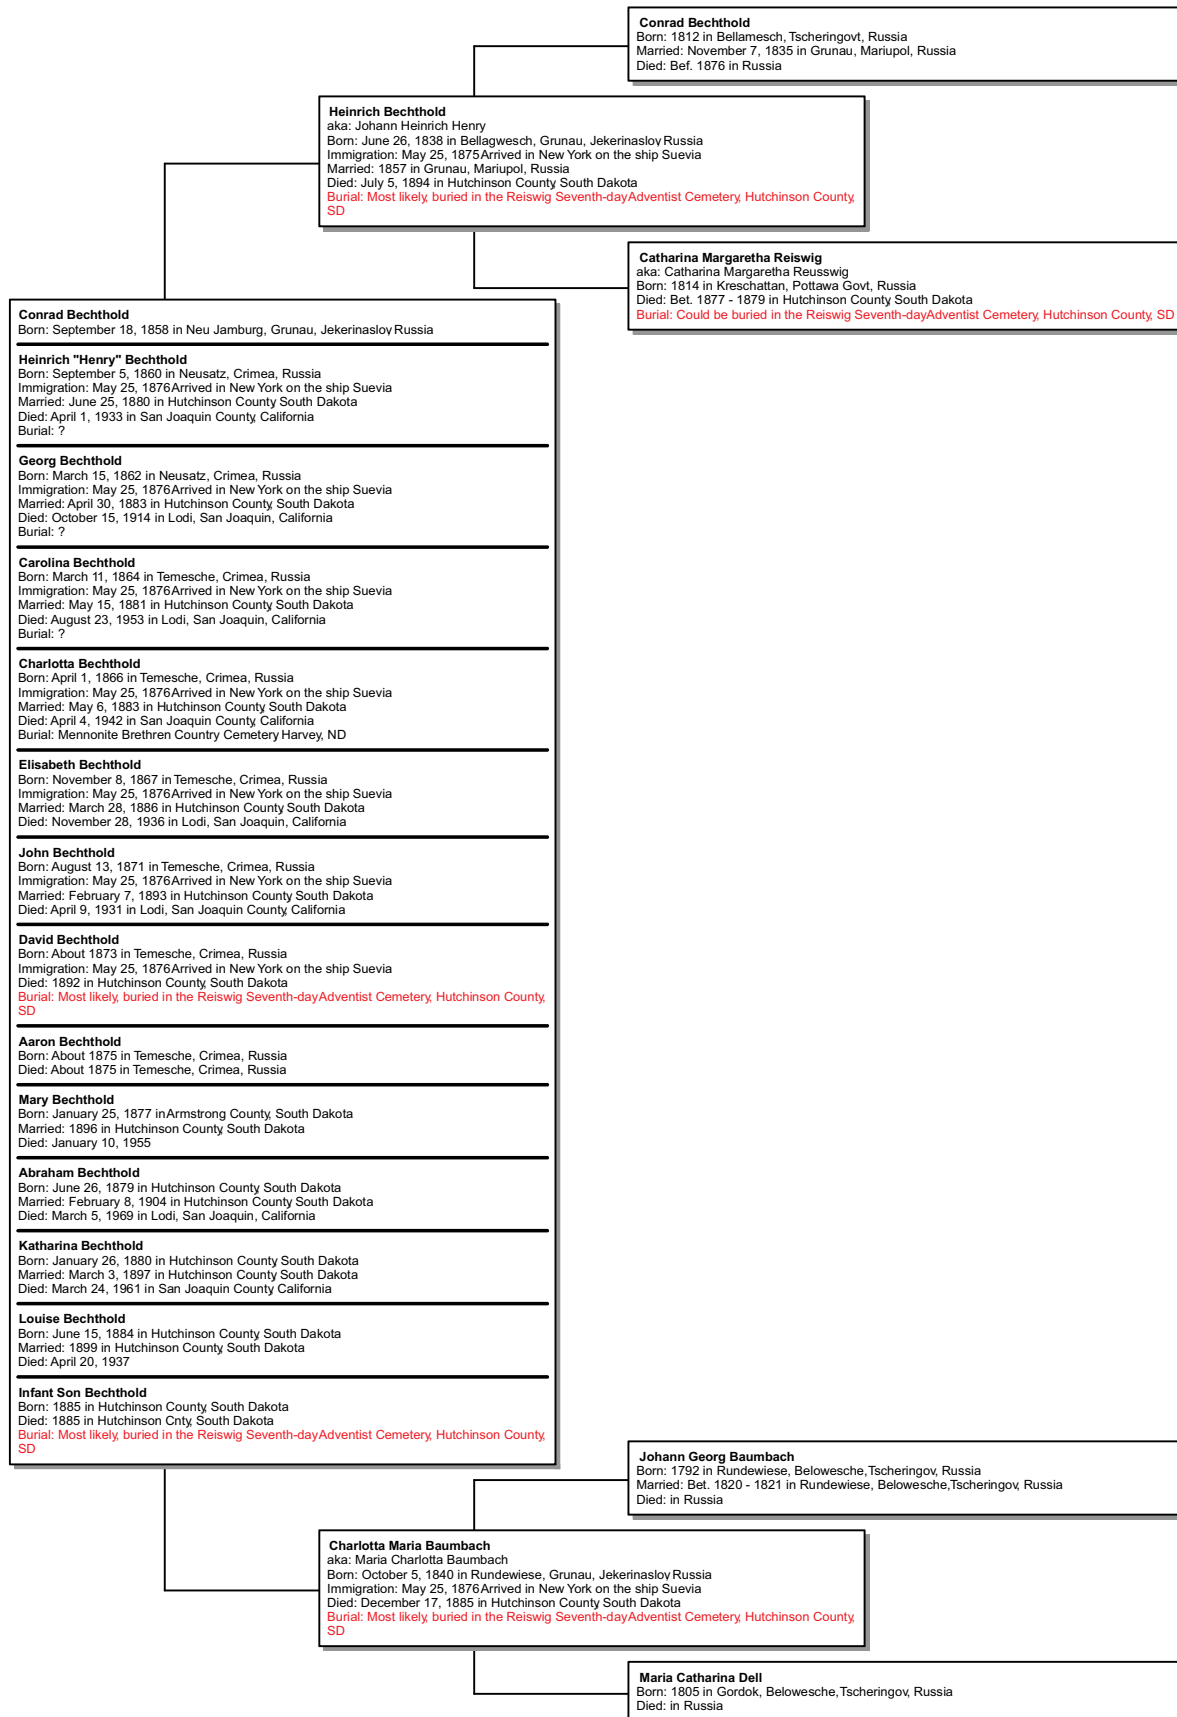 Conrad Bechthold
Born: 1812 in Bellamesch, Tscheringovt, Russia
Married: November 7, 1835 in Grunau, Mariupol, Russia
Died: Bef. 1876 in Russia
Heinrich Bechthold
aka: Johann Heinrich Henry
Born: June 26, 1838 in Bellagwesch, Grunau, Jekerinaslov, Russia
Immigration: May 25, 1875 Arrived in New York on the ship Suevia
Married: 1857 in Grunau, Mariupol, Russia
Died: July 5, 1894 in Hutchinson County, South Dakota
Burial: Most likely, buried in the Reiswig Seventh-day Adventist Cemetery, Hutchinson County,
SD
Catharina Margaretha Reiswig
aka: Catharina Margaretha Reusswig
Born: 1814 in Kreschattan, Pottawa Govt, Russia
Died: Bet. 1877 - 1879 in Hutchinson County, South Dakota
Burial: Could be buried in the Reiswig Seventh-day Adventist Cemetery, Hutchinson County, SD
Conrad Bechthold
Born: September 18, 1858 in Neu Jamburg, Grunau, Jekerinaslov, Russia
Heinrich "Henry" Bechthold
Born: September 5, 1860 in Neusatz, Crimea, Russia
Immigration: May 25, 1876 Arrived in New York on the ship Suevia
Married: June 25, 1880 in Hutchinson County, South Dakota
Died: April 1, 1933 in San Joaquin County, California
Burial: ?
Georg Bechthold
Born: March 15, 1862 in Neusatz, Crimea, Russia
Immigration: May 25, 1876 Arrived in New York on the ship Suevia
Married: April 30, 1883 in Hutchinson County, South Dakota
Died: October 15, 1914 in Lodi, San Joaquin, California
Burial: ?
Carolina Bechthold
Born: March 11, 1864 in Temesche, Crimea, Russia
Immigration: May 25, 1876 Arrived in New York on the ship Suevia
Married: May 15, 1881 in Hutchinson County, South Dakota
Died: August 23, 1953 in Lodi, San Joaquin, California
Burial: ?
Charlotta Bechthold
Born: April 1, 1866 in Temesche, Crimea, Russia
Immigration: May 25, 1876 Arrived in New York on the ship Suevia
Married: May 6, 1883 in Hutchinson County, South Dakota
Died: April 4, 1942 in San Joaquin County, California
Burial: Mennonite Brethren Country Cemetery, Harvey, ND
Elisabeth Bechthold
Born: November 8, 1867 in Temesche, Crimea, Russia
Immigration: May 25, 1876 Arrived in New York on the ship Suevia
Married: March 28, 1886 in Hutchinson County, South Dakota
Died: November 28, 1936 in Lodi, San Joaquin, California
John Bechthold
Born: August 13, 1871 in Temesche, Crimea, Russia
Immigration: May 25, 1876 Arrived in New York on the ship Suevia
Married: February 7, 1893 in Hutchinson County, South Dakota
Died: April 9, 1931 in Lodi, San Joaquin County, California
David Bechthold
Born: About 1873 in Temesche, Crimea, Russia
Immigration: May 25, 1876 Arrived in New York on the ship Suevia
Died: 1892 in Hutchinson County, South Dakota
Burial: Most likely, buried in the Reiswig Seventh-day Adventist Cemetery, Hutchinson County,
SD
Aaron Bechthold
Born: About 1875 in Temesche, Crimea, Russia
Died: About 1875 in Temesche, Crimea, Russia
Mary Bechthold
Born: January 25, 1877 in Armstrong County, South Dakota
Married: 1896 in Hutchinson County, South Dakota
Died: January 10, 1955
Abraham Bechthold
Born: June 26, 1879 in Hutchinson County, South Dakota
Married: February 8, 1904 in Hutchinson County, South Dakota
Died: March 5, 1969 in Lodi, San Joaquin, California
Katharina Bechthold
Born: January 26, 1880 in Hutchinson County, South Dakota
Married: March 3, 1897 in Hutchinson County, South Dakota
Died: March 24, 1961 in San Joaquin County, California
Louise Bechthold
Born: June 15, 1884 in Hutchinson County, South Dakota
Married: 1899 in Hutchinson County, South Dakota
Died: April 20, 1937
Infant Son Bechthold
Born: 1885 in Hutchinson County, South Dakota
Died: 1885 in Hutchinson Cnty, South Dakota
Burial: Most likely, buried in the Reiswig Seventh-day Adventist Cemetery, Hutchinson County,
SD
Johann Georg Baumbach
Born: 1792 in Rundewiese, Belowesche, Tscheringov, Russia
Married: Bet. 1820 - 1821 in Rundewiese, Belowesche, Tscheringov, Russia
Died: in Russia
Charlotta Maria Baumbach
aka: Maria Charlotta Baumbach
Born: October 5, 1840 in Rundewiese, Grunau, Jekerinaslov, Russia
Immigration: May 25, 1876 Arrived in New York on the ship Suevia
Died: December 17, 1885 in Hutchinson County, South Dakota
Burial: Most likely, buried in the Reiswig Seventh-day Adventist Cemetery, Hutchinson County,
SD
Maria Catharina Dell
Born: 1805 in Gordok, Belowesche, Tscheringov, Russia
Died: in Russia